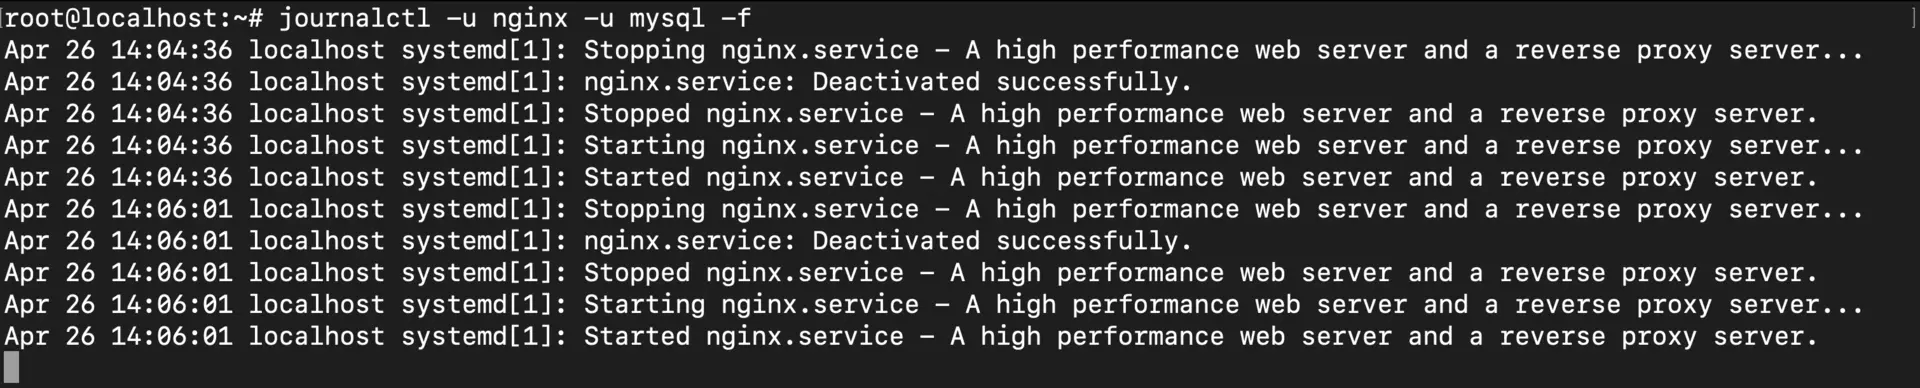 [root@localhost:~# journalctl -u nginx -u mysql -f ]
Apr 26 14:04:36 localhost systemd[1]: Stopping nginx.service - A high performance web server and a reverse proxy server...
Apr 26 14:04:36 localhost systemd[1]: nginx.service: Deactivated successfully.
Apr 26 14:04:36 localhost systemd[1]: Stopped nginx.service - A high performance web server and a reverse proxy server.
Apr 26 14:04:36 localhost systemd[1]: Starting nginx.service - A high performance web server and a reverse proxy server...
Apr 26 14:04:36 localhost systemd[1]: Started nginx.service - A high performance web server and a reverse proxy server.
Apr 26 14:06:01 localhost systemd[1]: Stopping nginx.service - A high performance web server and a reverse proxy server...
Apr 26 14:06:01 localhost systemd[1]: nginx.service: Deactivated successfully.
Apr 26 14:06:01 localhost systemd[1]: Stopped nginx.service - A high performance web server and a reverse proxy server.
Apr 26 14:06:01 localhost systemd[1]: Starting nginx.service - A high performance web server and a reverse proxy server...
Apr 26 14:06:01 localhost systemd[1]: Started nginx.service - A high performance web server and a reverse proxy server.